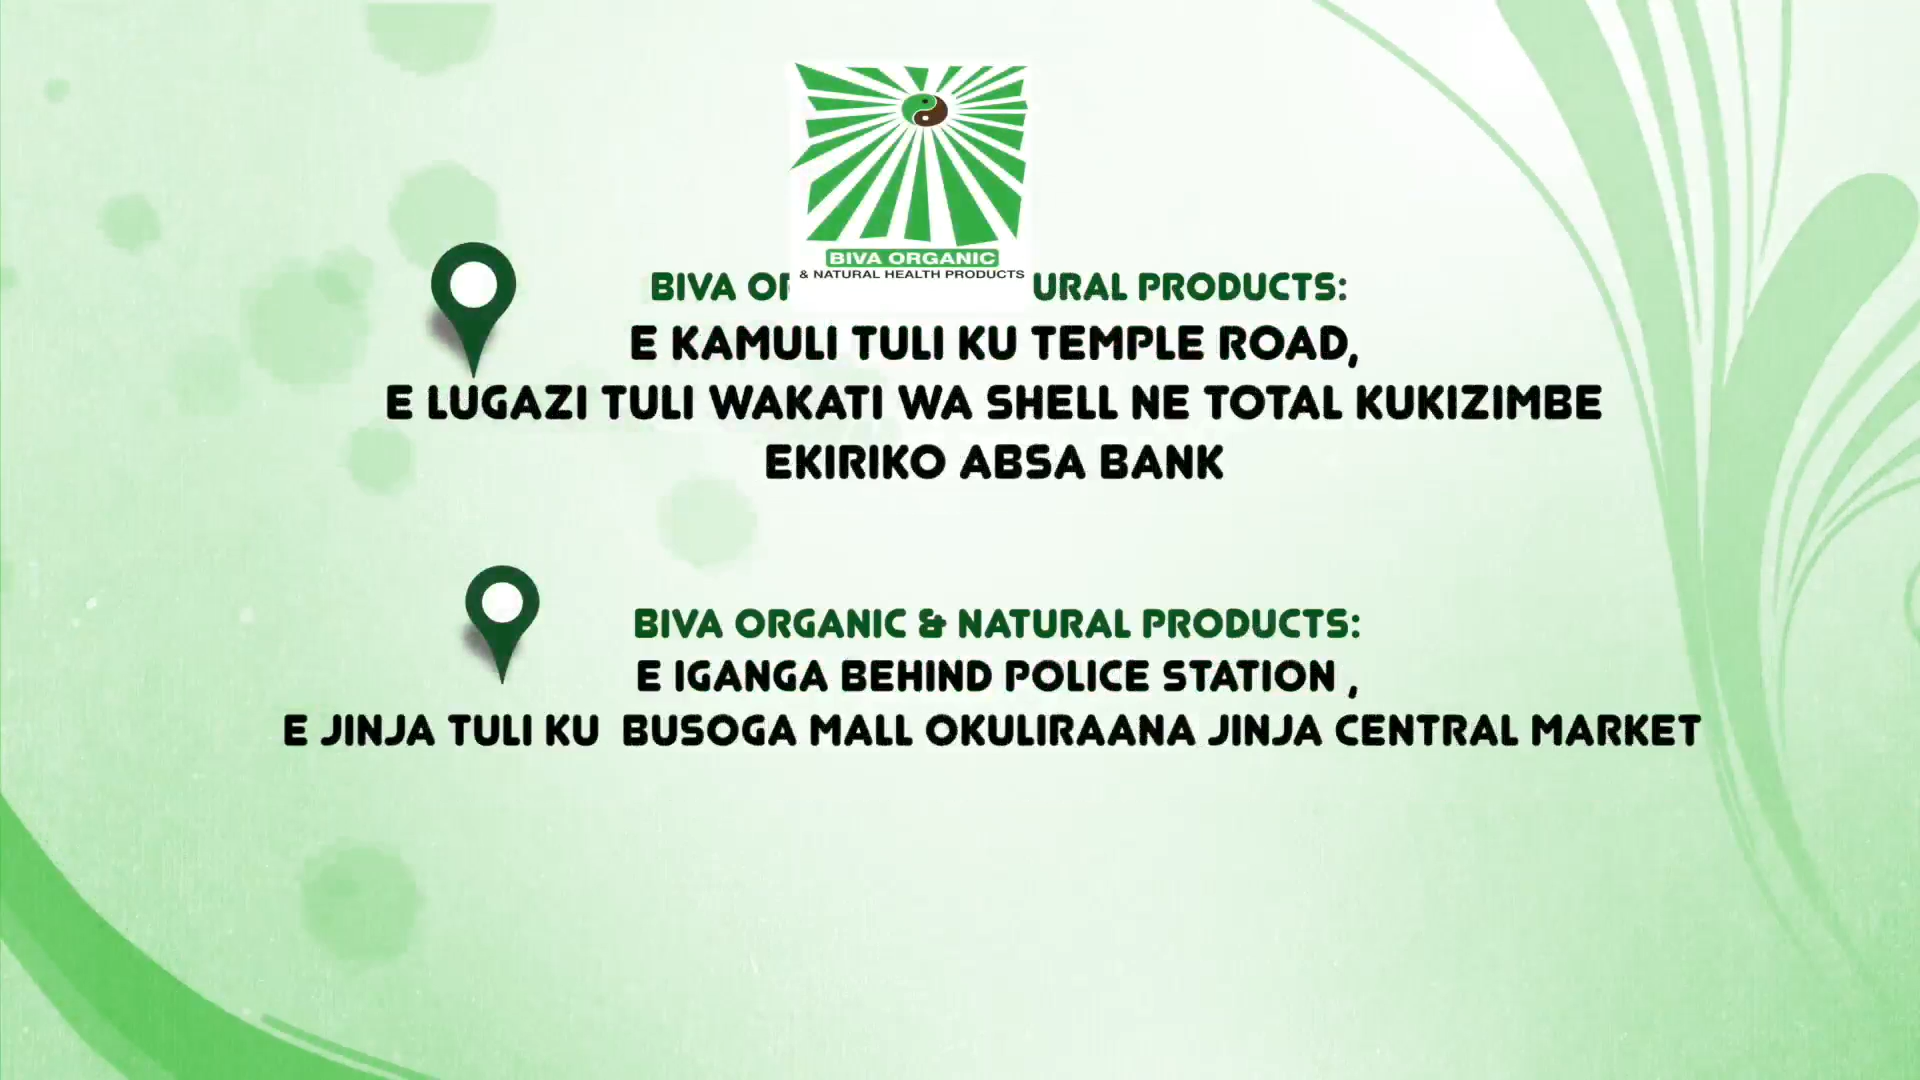 BIVA ORGANIC
& NATURAL HEALTH PRODUCTS
BIVA URAL PRODUCTS:
E KAMULI TULI KU TEMPLE ROAD,
E LUGAZI TULI WAKATI WA SHELL NE TOTAL KUKIZIMBE
EKIRIKO ABSA BANK
BIVA ORGANIC & NATURAL PRODUCTS:
E IGANGA BEHIND POLICE STATION ,
E JINJA TULI KU BUSOGA MALL OKULIRAANA JINJA CENTRAL MARKET